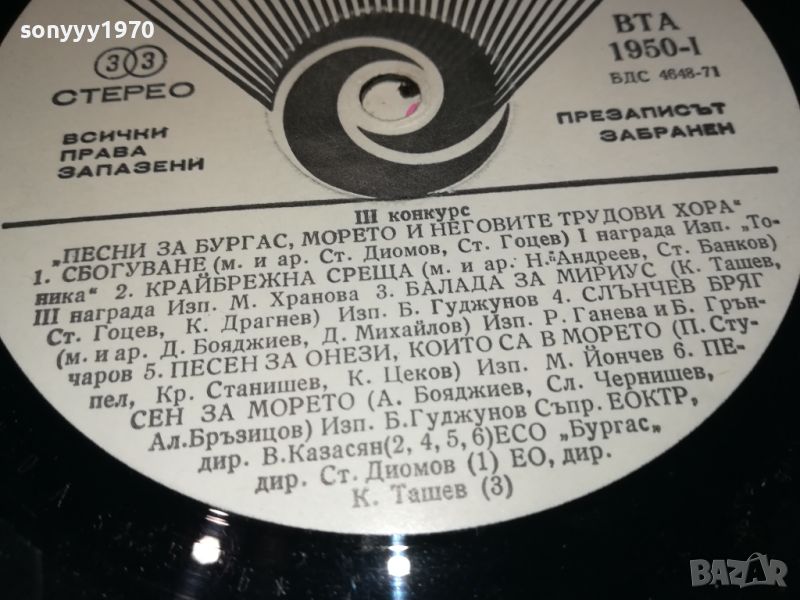 sonyyy1970
33
СТЕРЕО
ВСИЧКИ
ПРАВА
ЗАПАЗЕНИ
ВТА
1950-I
БДС 4648-71
ПРЕЗАПИСЪТ
ЗАБРАНЕН
III конкурс
„ПЕСНИ ЗА БУРГАС, МОРЕТО И НЕГОВИТЕ ТРУДОВИ ХОРА“
1. СБОГУВАНЕ (м. и ар. Ст. Диомов, Ст. Гоцев) I награда Изп. „То-
ника“ 2. КРАЙБРЕЖНА СРЕЩА (м. и ар. Н. Андреев, Ст. Банков)
III награда Изп. М. Хранова 3. БАЛАДА ЗА МИРИУС (К. Ташев,
Ст. Гоцев, К. Драгнев) Изп. Б. Гуджунов 4. СЛЪНЧЕВ БРЯГ
(м. и ар. Д. Бояджиев, Д. Михайлов) Изп. Р. Ганева и Б. Грън-
чаров 5. ПЕСЕН ЗА ОНЕЗИ, КОИТО СА В МОРЕТО (П. Сту-
пел, Кр. Станишев, К. Цеков) Изп. М. Йончев 6. ПЕ-
СЕН ЗА МОРЕТО (А. Бояджиев, Сл. Чернишев,
Ал.Бръзицов) Изп. Б.Гуджунов Съпр. ЕОКТР,
дир. В.Казасян(2, 4, 5, 6)ЕСО „Бургас„
дир. Ст. Диомов (1) ЕО, дир.
К. Ташев (3)
BAZAR